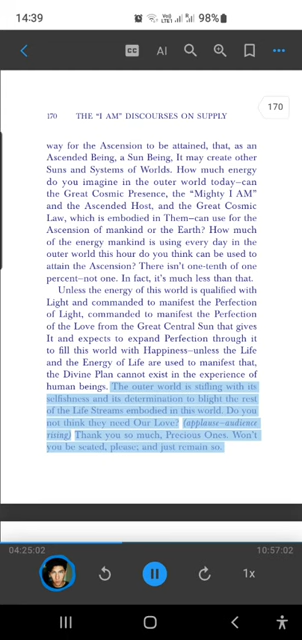 14:39
98%
CC
AI
170
170 THE “I AM” DISCOURSES ON SUPPLY
way for the Ascension to be attained, that, as an
Ascended Being, a Sun Being, It may create other
Suns and Systems of Worlds. How much energy
do you imagine in the outer world today—can
the Great Cosmic Presence, the “Mighty I AM”
and the Ascended Host, and the Great Cosmic
Law, which is embodied in Them—can use for the
Ascension of mankind or the Earth? How much
of the energy mankind is using every day in the
outer world this hour do you think can be used to
attain the Ascension? There isn’t one-tenth of one
percent—not one. In fact, it’s much less than that.
Unless the energy of this world is qualified with
Light and commanded to manifest the Perfection
of Light, commanded to manifest the Perfection
of the Love from the Great Central Sun that gives
It and expects to expand Perfection through it
to fill this world with Happiness—unless the Life
and the Energy of Life are used to manifest that,
the Divine Plan cannot exist in the experience of
human beings. The outer world is stifling with its
selfishness and its determination to blight the rest
of the Life Streams embodied in this world. Do you
not think they need Our Love? (applause—audience
rising) Thank you so much, Precious Ones. Won’t
you be seated, please; and just remain so.
04:25:02
10:57:02
1x